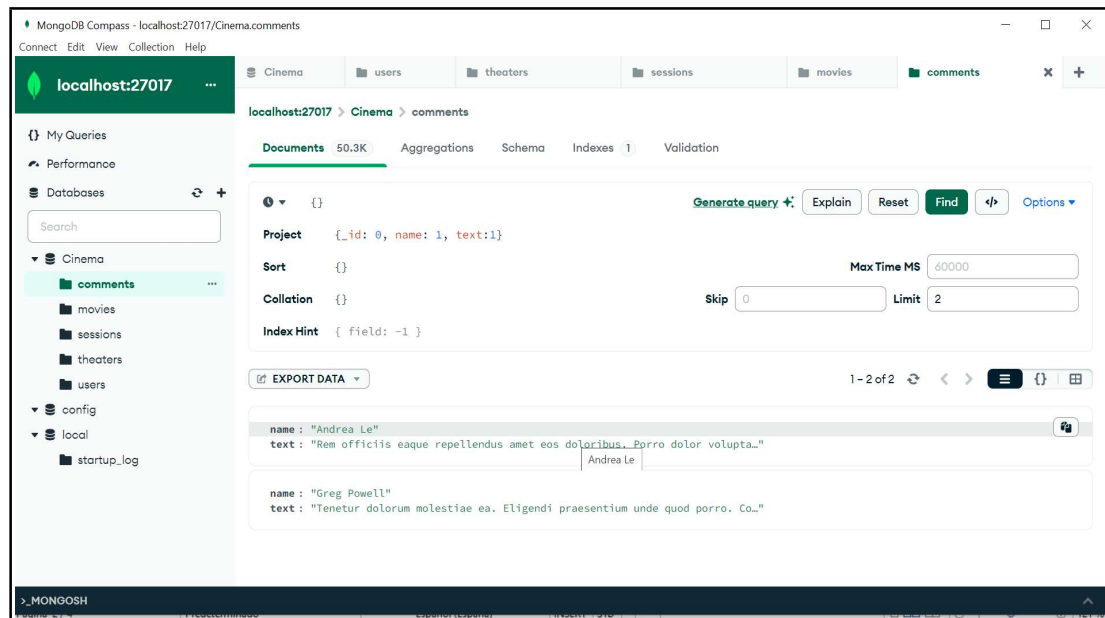 MongoDB Compass - localhost:27017/Cinema.comments
Connect Edit View Collection Help
localhost:27017 ...
{} My Queries
Performance
Databases
Search
Cinema
comments ...
movies
sessions
theaters
users
config
local
startup_log
Cinema users theaters sessions movies comments
localhost:27017 > Cinema > comments
Documents 50.3K Aggregations Schema Indexes 1 Validation
{} Generate query Explain Reset Find </> Options
Project {_id: 0, name: 1, text:1}
Sort {} Max Time MS 60000
Collation {} Skip 0 Limit 2
Index Hint { field: -1 }
EXPORT DATA 1 – 2 of 2 {}
name : "Andrea Le"
text : "Rem officiis eaque repellendus amet eos doloribus. Porro dolor volupta…"
Andrea Le
name : "Greg Powell"
text : "Tenetur dolorum molestiae ea. Eligendi praesentium unde quod porro. Co…"
>_MONGOSH